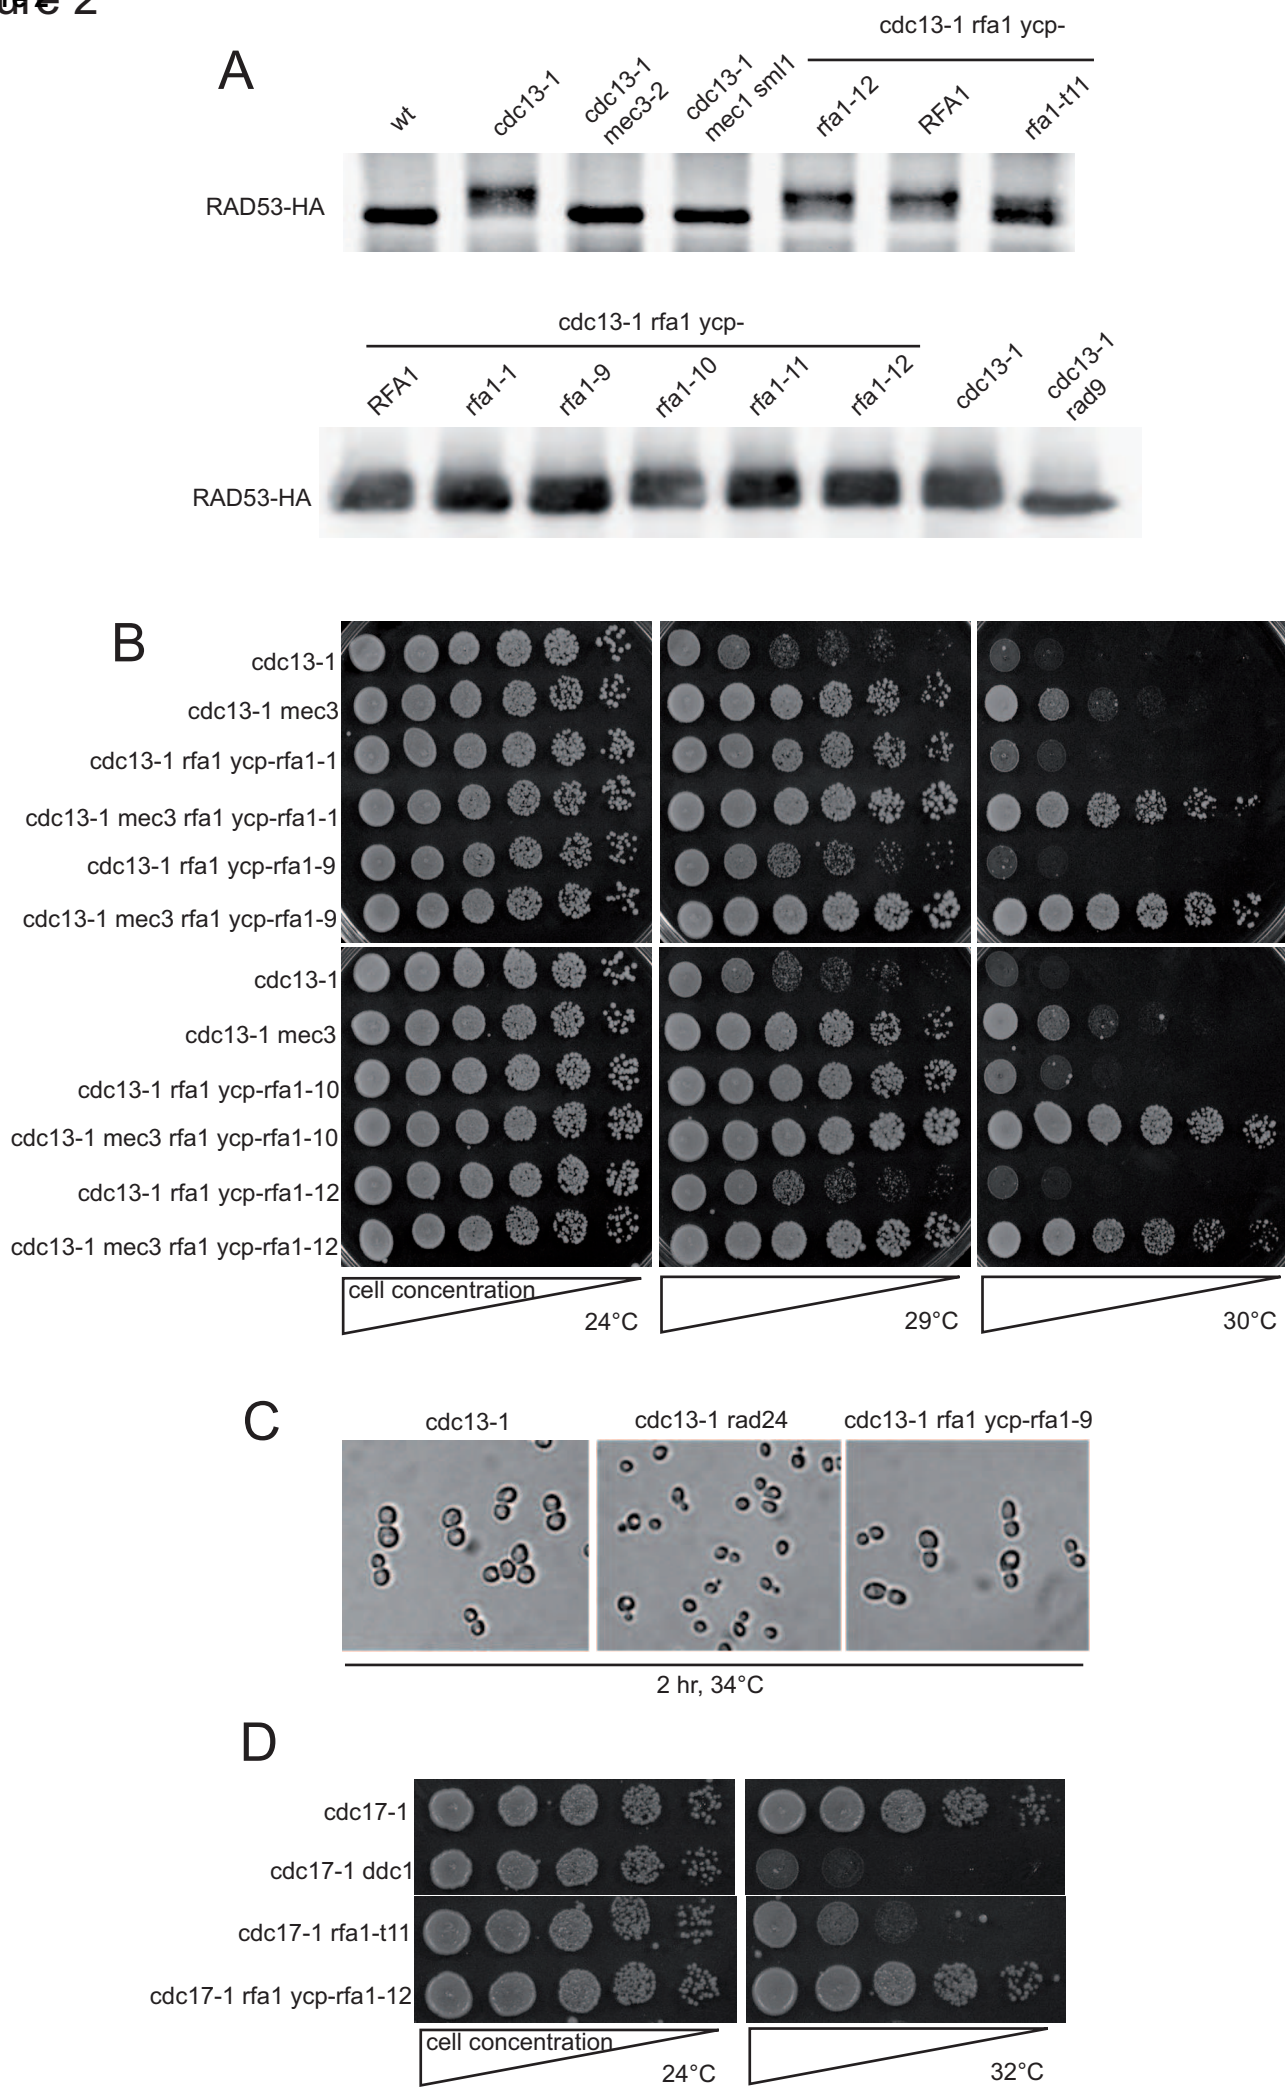 2
A
cdc13-1 rfa1 ycp-
wt
cdc13-1
cdc13-1
mec3-2
cdc13-1
mec1 sml1
rfa1-12
RFA1
rfa1-t11
RAD53-HA
cdc13-1 rfa1 ycp-
RFA1
rfa1-1
rfa1-9
rfa1-10
rfa1-11
rfa1-12
cdc13-1
cdc13-1
rad9
RAD53-HA
B
cdc13-1
cdc13-1 mec3
cdc13-1 rfa1 ycp-rfa1-1
cdc13-1 mec3 rfa1 ycp-rfa1-1
cdc13-1 rfa1 ycp-rfa1-9
cdc13-1 mec3 rfa1 ycp-rfa1-9
cdc13-1
cdc13-1 mec3
cdc13-1 rfa1 ycp-rfa1-10
cdc13-1 mec3 rfa1 ycp-rfa1-10
cdc13-1 rfa1 ycp-rfa1-12
cdc13-1 mec3 rfa1 ycp-rfa1-12
cell concentration
24°C
29°C
30°C
C
cdc13-1
cdc13-1 rad24
cdc13-1 rfa1 ycp-rfa1-9
2 hr, 34°C
D
cdc17-1
cdc17-1 ddc1
cdc17-1 rfa1-t11
cdc17-1 rfa1 ycp-rfa1-12
cell concentration
24°C
32°C